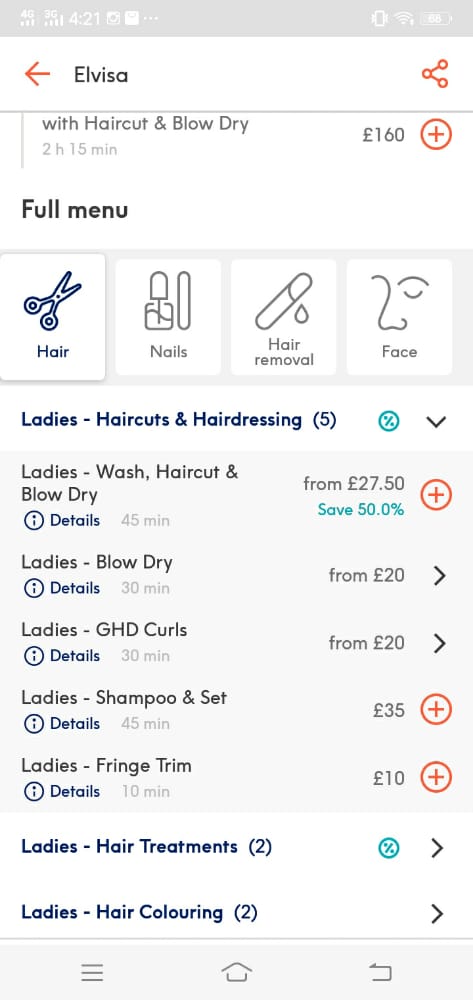 4G 3G 4:21 ... 68
Elvisa
with Haircut & Blow Dry
£160
2 h 15 min
Full menu
Hair
Nails
Hair
removal
Face
Ladies - Haircuts & Hairdressing (5)
Ladies - Wash, Haircut &
Blow Dry
from £27.50
Save 50.0%
Details 45 min
Ladies - Blow Dry
from £20
Details 30 min
Ladies - GHD Curls
from £20
Details 30 min
Ladies - Shampoo & Set
£35
Details 45 min
Ladies - Fringe Trim
£10
Details 10 min
Ladies - Hair Treatments (2)
Ladies - Hair Colouring (2)